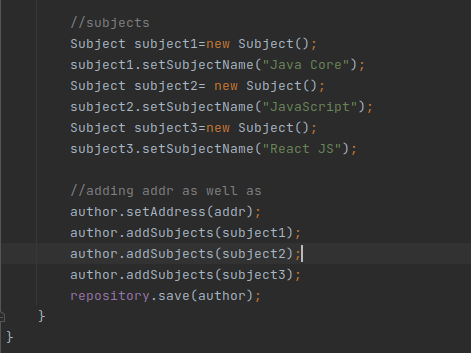 //subjects
Subject subject1=new Subject();
subject1.setSubjectName("Java Core");
Subject subject2= new Subject();
subject2.setSubjectName("JavaScript");
Subject subject3=new Subject();
subject3.setSubjectName("React JS");
//adding addr as well as
author.setAddress(addr);
author.addSubjects(subject1);
author.addSubjects(subject2);
author.addSubjects(subject3);
repository.save(author);
}
}